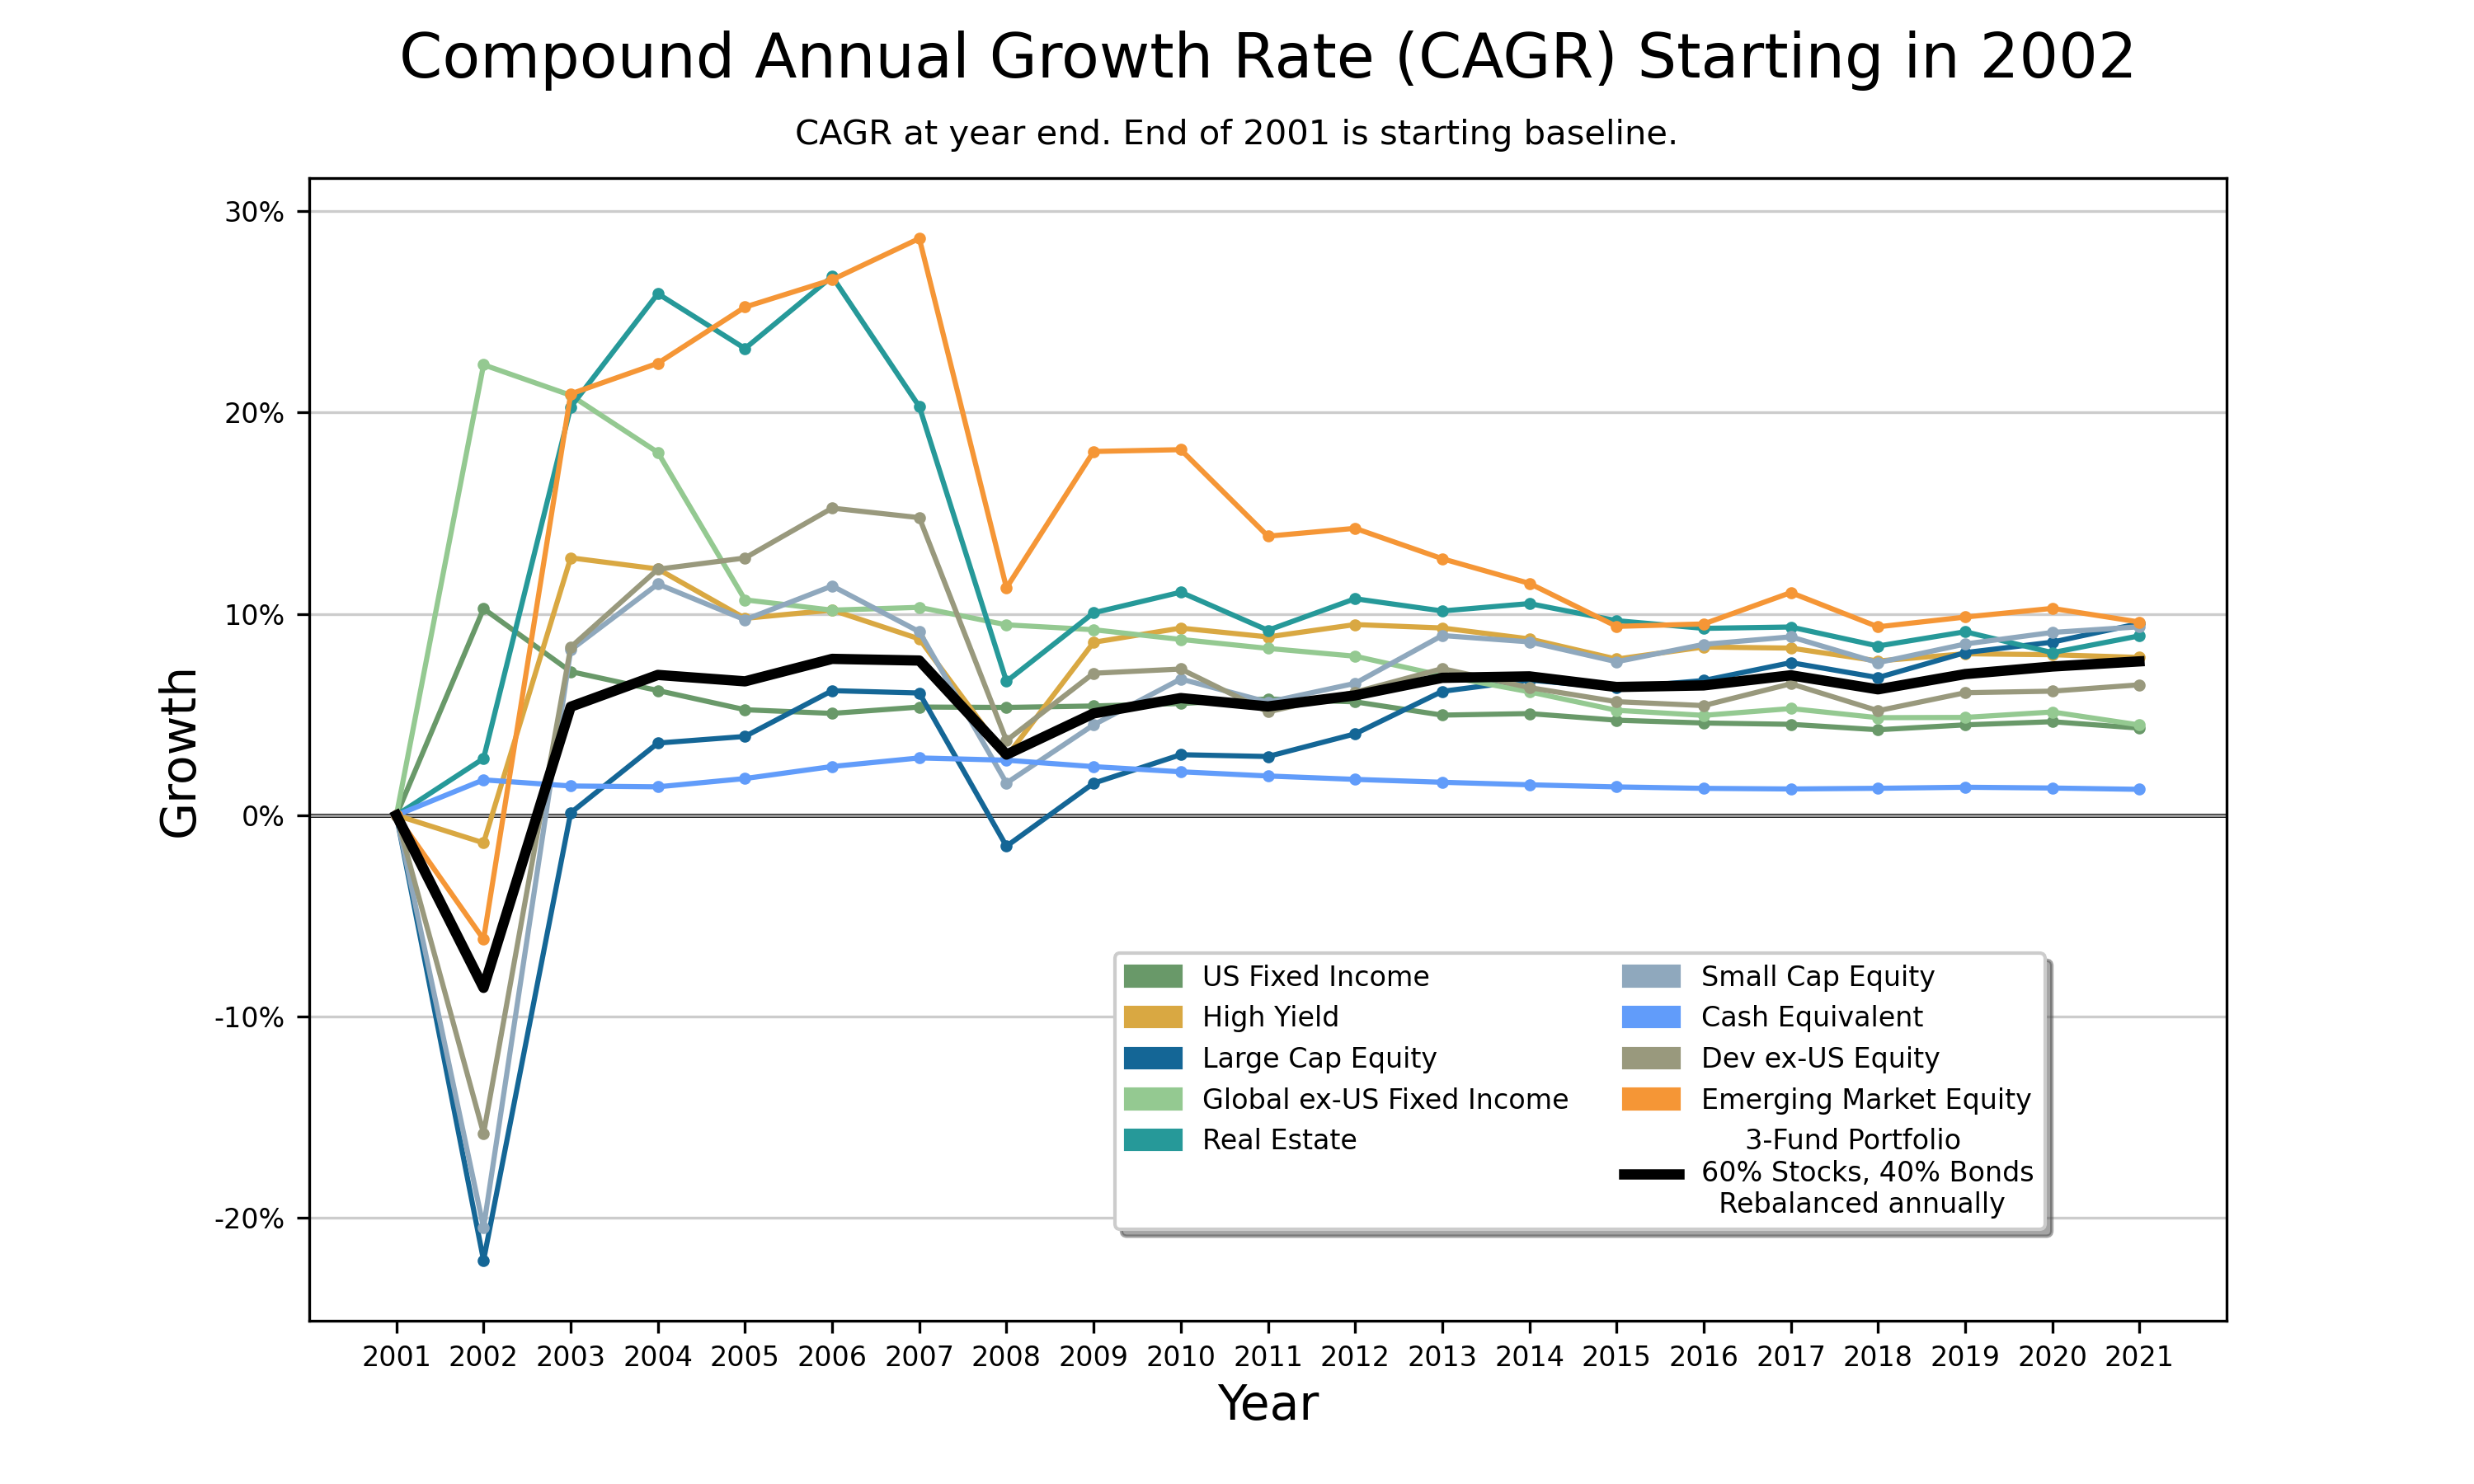 Compound Annual Growth Rate (CAGR) Starting in 2002
CAGR at year end. End of 2001 is starting baseline.
30%
20%
10%
0%
-10%
-20%
Growth
US Fixed Income
High Yield
Large Cap Equity
Global ex-US Fixed Income
Real Estate
Small Cap Equity
Cash Equivalent
Dev ex-US Equity
Emerging Market Equity
3-Fund Portfolio
60% Stocks, 40% Bonds
Rebalanced annually
2001 2002 2003 2004 2005 2006 2007 2008 2009 2010 2011 2012 2013 2014 2015 2016 2017 2018 2019 2020 2021
Year